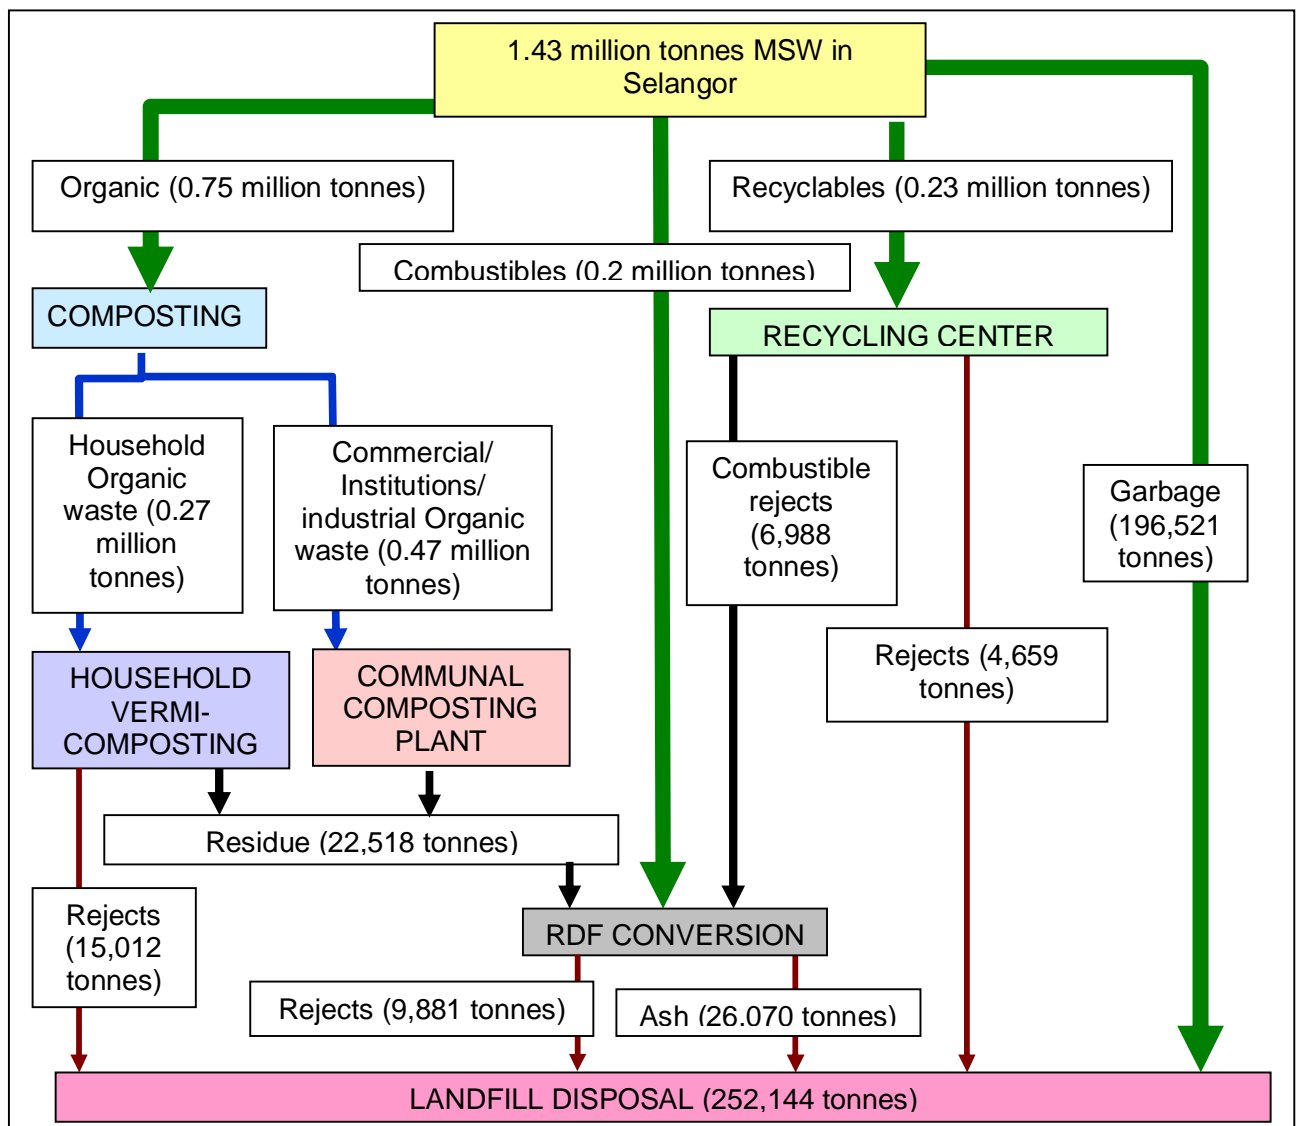 1.43 million tonnes MSW in
Selangor
Organic (0.75 million tonnes)
Recyclables (0.23 million tonnes)
Combustibles (0.2 million tonnes)
COMPOSTING
RECYCLING CENTER
Household
Organic
waste (0.27
million
tonnes)
Commercial/
Institutions/
industrial Organic
waste (0.47 million
tonnes)
Combustible
rejects
(6,988
tonnes)
Garbage
(196,521
tonnes)
Rejects (4,659
tonnes)
HOUSEHOLD
VERMI-
COMPOSTING
COMMUNAL
COMPOSTING
PLANT
Residue (22,518 tonnes)
Rejects
(15,012
tonnes)
RDF CONVERSION
Rejects (9,881 tonnes)
Ash (26.070 tonnes)
LANDFILL DISPOSAL (252,144 tonnes)